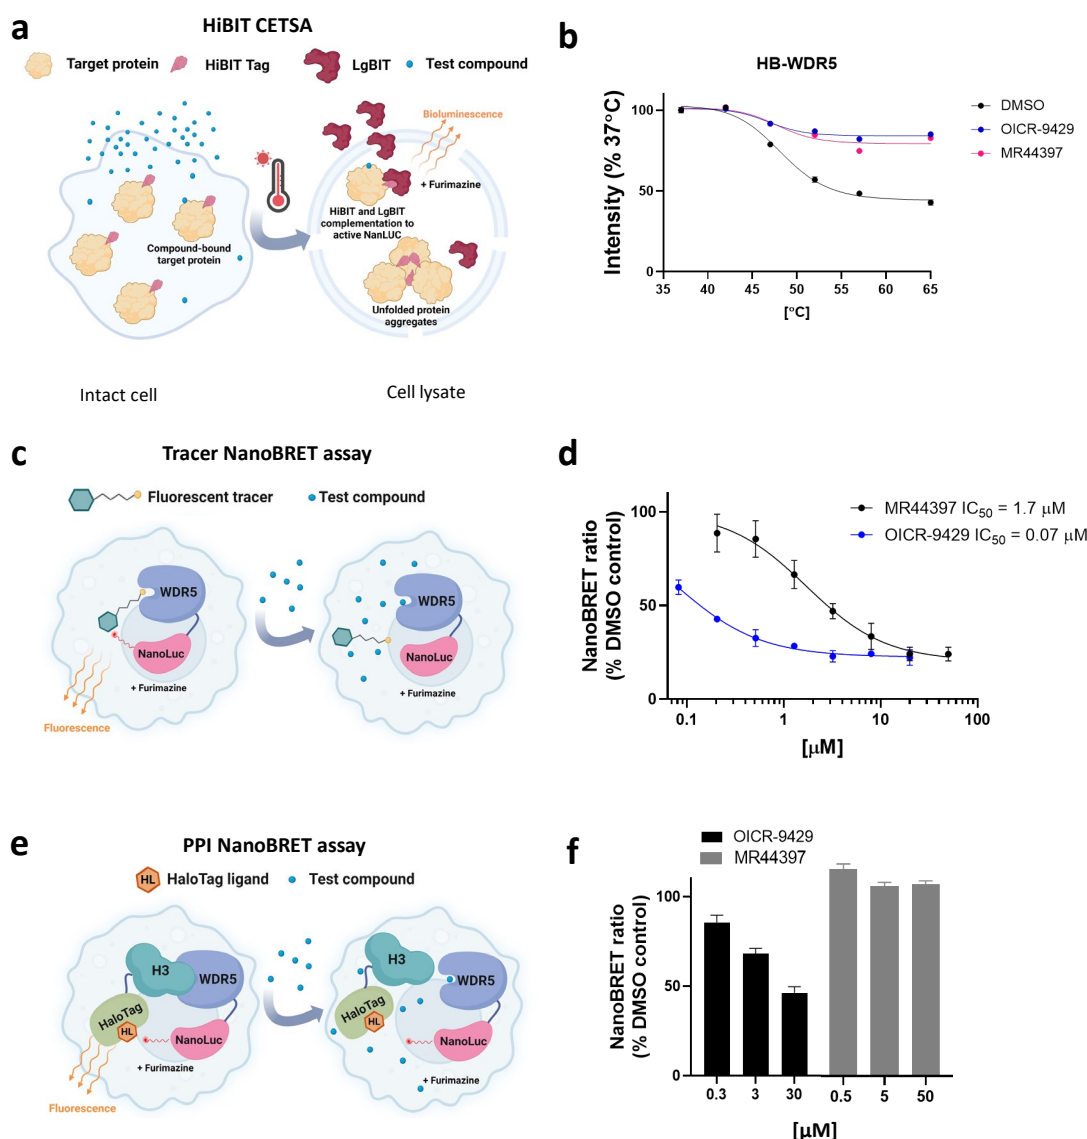 a
HiBIT CETSA
Target protein
HiBIT Tag
LgBIT
Test compound
Bioluminescence
+ Furimazine
HiBIT and LgBIT
complementation to
active NanLUC
Compound-bound
target protein
Unfolded protein
aggregates
Intact cell
Cell lysate
b
HB-WDR5
Intensity (% 37°C)
100
50
0
35
40
45
50
55
60
65
[°C]
DMSO
OICR-9429
MR44397
c
Tracer NanoBRET assay
Fluorescent tracer
Test compound
WDR5
NanoLuc
+ Furimazine
Fluorescence
WDR5
NanoLuc
+ Furimazine
d
NanoBRET ratio
(% DMSO control)
100
50
0
0.1
1
10
100
[μM]
MR44397 IC50 = 1.7 μM
OICR-9429 IC50 = 0.07 μM
e
PPI NanoBRET assay
HL
HaloTag ligand
Test compound
H3
WDR5
HaloTag
HL
NanoLuc
+ Furimazine
Fluorescence
H3
WDR5
HaloTag
HL
NanoLuc
+ Furimazine
f
OICR-9429
MR44397
NanoBRET ratio
(% DMSO control)
100
50
0
0.3
3
30
0.5
5
50
[μM]